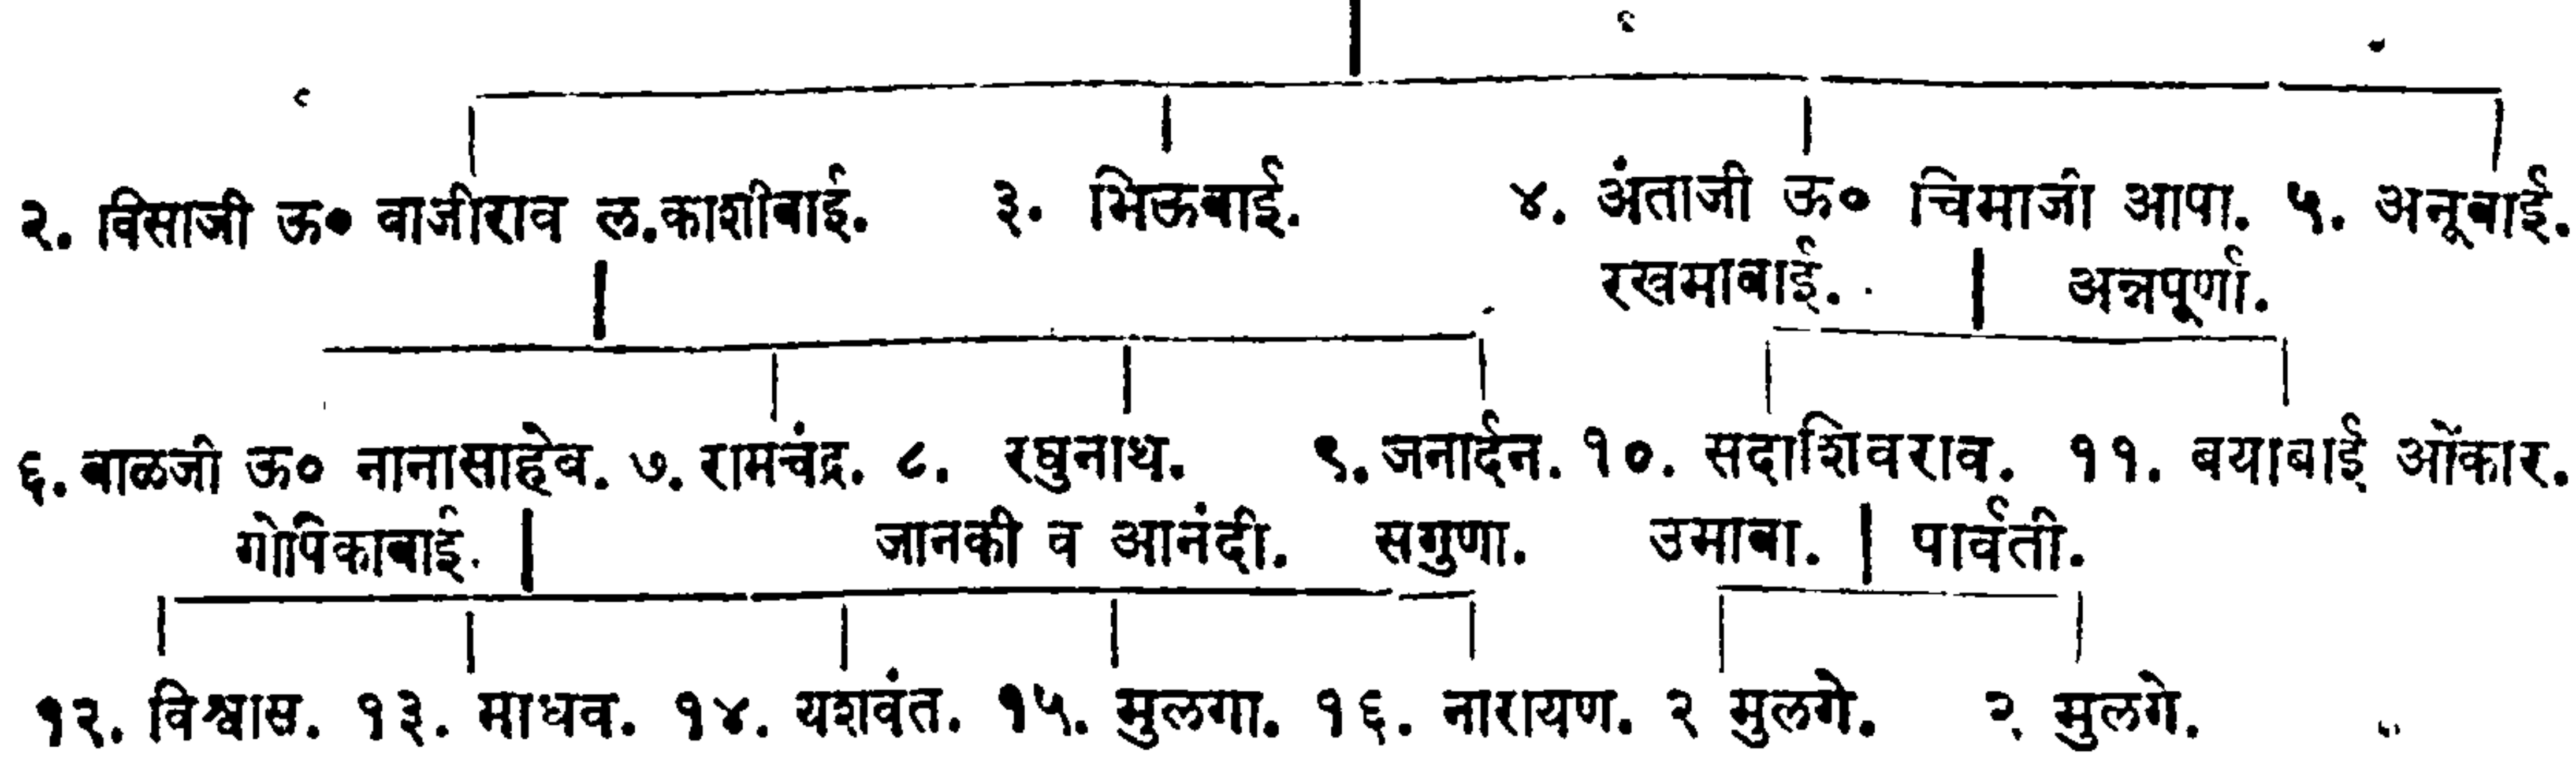 २. विसाजी ऊ० वाजीराव ल.काशीबाई. ३. भिऊबाई. ४. अंताजी ऊ० चिमाजी आपा. ५. अनूबाई.
रखमाबाई. अन्नपूर्णा.
६. बाळजी ऊ० नानासाहेब. ७. रामचंद्र. ८. रघुनाथ. ९. जनार्दन. १०. सदाशिवराव. ११. बयाबाई ओंकार.
गोपिकाबाई. जानकी व आनंदी. सगुणा. उमाबा. पार्वती.
१२. विश्वास. १३. माधव. १४. यशवंत. १५. मुलगा. १६. नारायण. २ मुलगे. २ मुलगे.